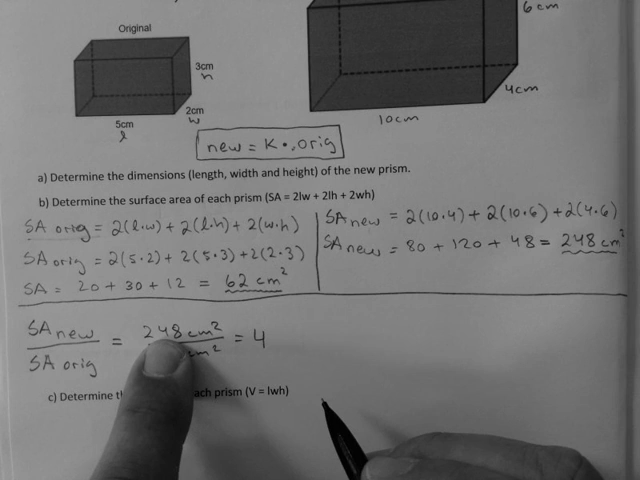 Original
6cm
3cm
h
2cm
w
4cm
5cm
l
10cm
new = K • orig
a) Determine the dimensions (length, width and height) of the new prism.
b) Determine the surface area of each prism (SA = 2lw + 2lh + 2wh)
SA orig = 2(l·w) + 2(l·h) + 2(w·h)
SA orig = 2(5·2) + 2(5·3) + 2(2·3)
SA = 20 + 30 + 12 = 62 cm²
SA new = 2(10·4) + 2(10·6) + 2(4·6)
SA new = 80 + 120 + 48 = 248 cm²
SA new = 248cm² = 4
SA orig cm²
c) Determine ach prism (V = lwh)